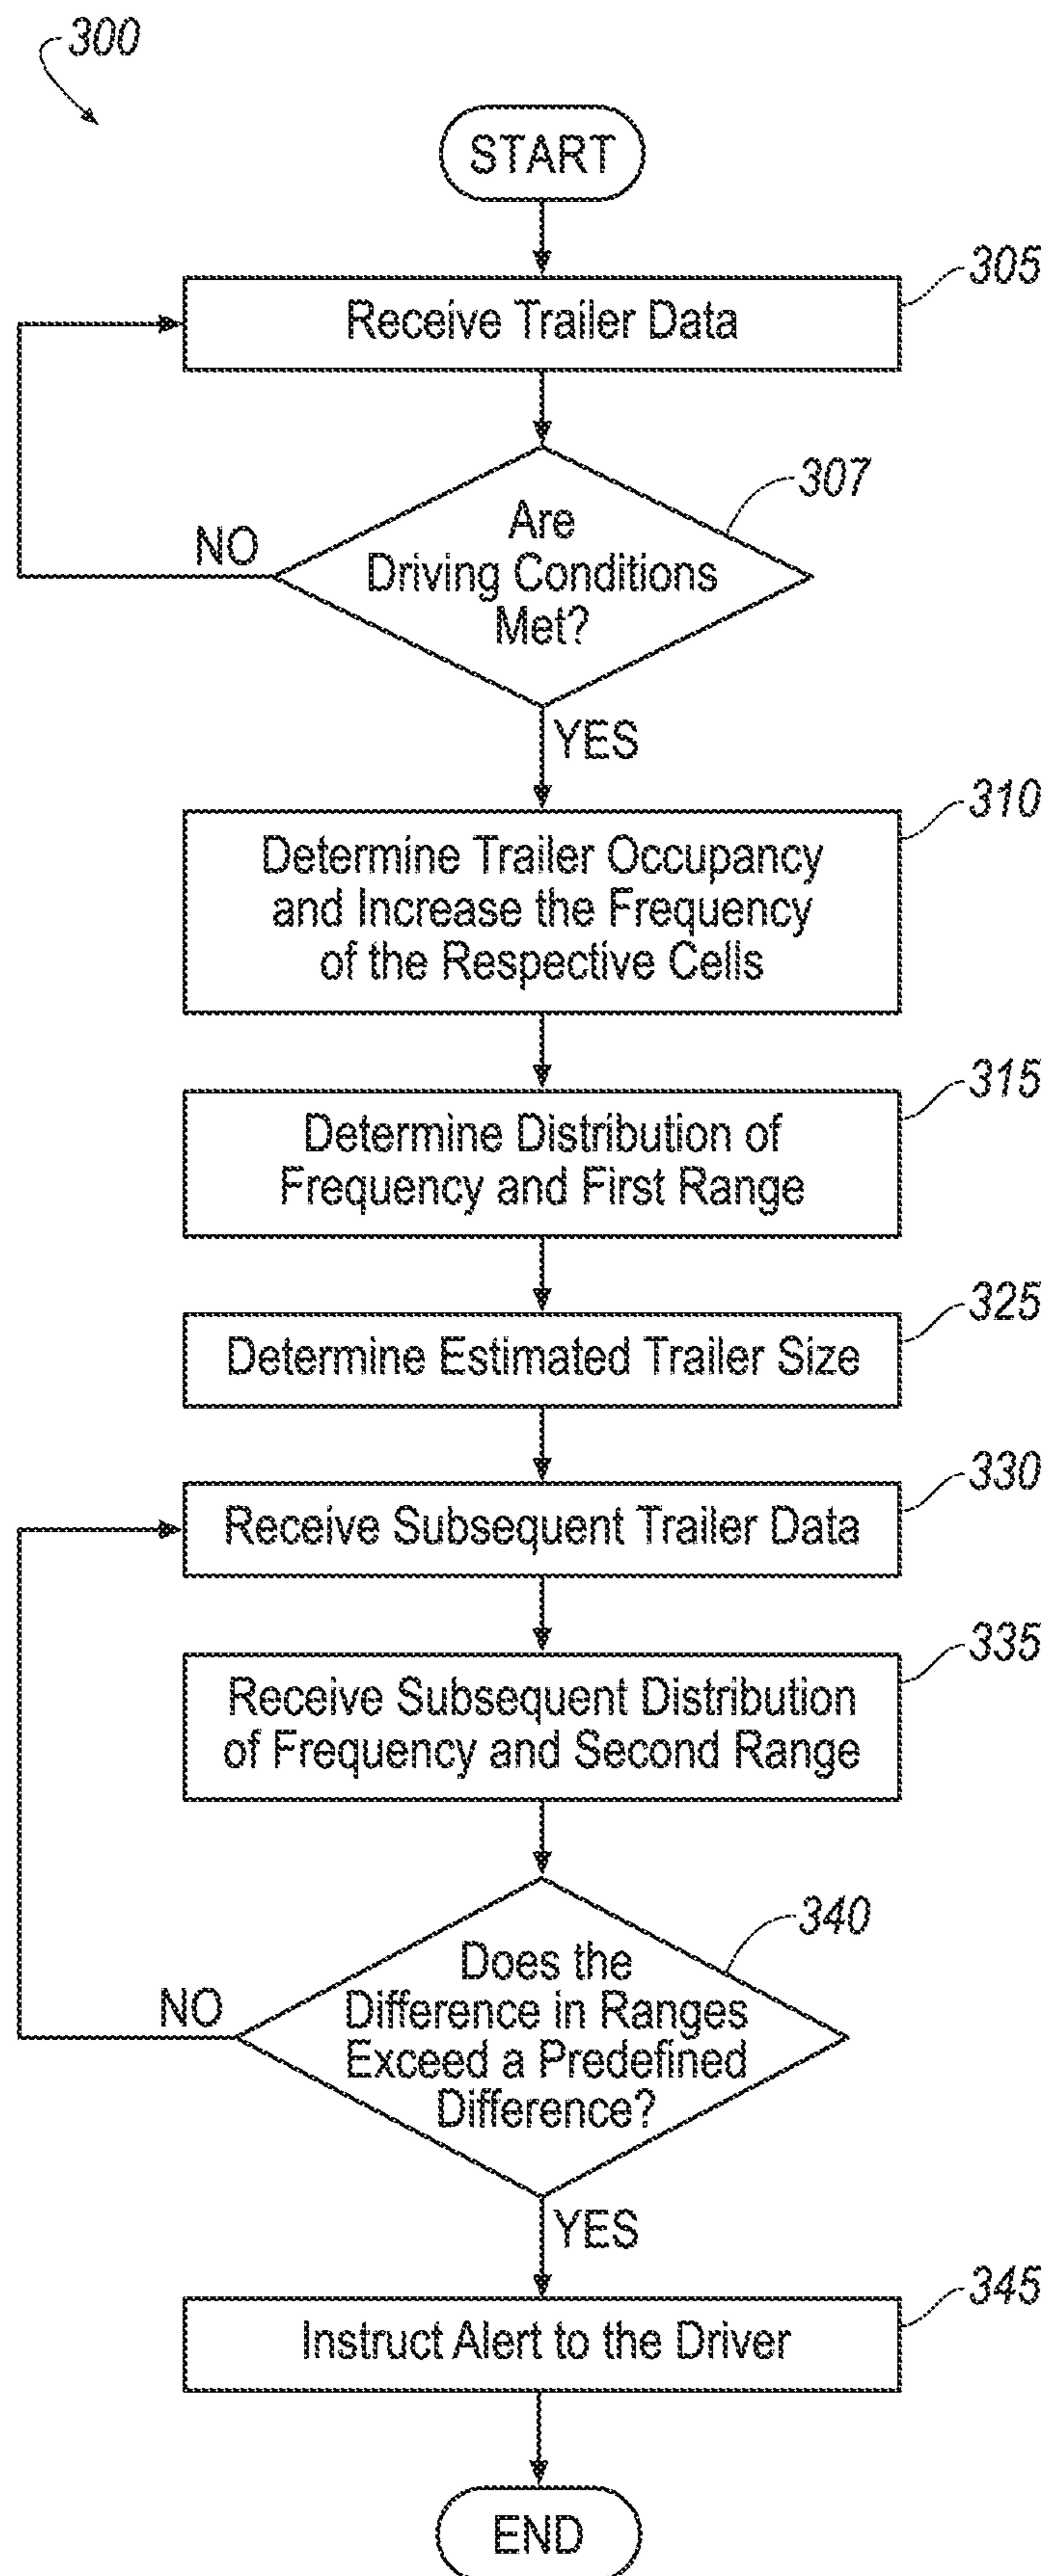 300
START
305
Receive Trailer Data
307
Are
Driving Conditions
Met?
NO
YES
310
Determine Trailer Occupancy
and Increase the Frequency
of the Respective Cells
315
Determine Distribution of
Frequency and First Range
325
Determine Estimated Trailer Size
330
Receive Subsequent Trailer Data
335
Receive Subsequent Distribution
of Frequency and Second Range
340
Does the
Difference in Ranges
Exceed a Predefined
Difference?
NO
YES
345
Instruct Alert to the Driver
END